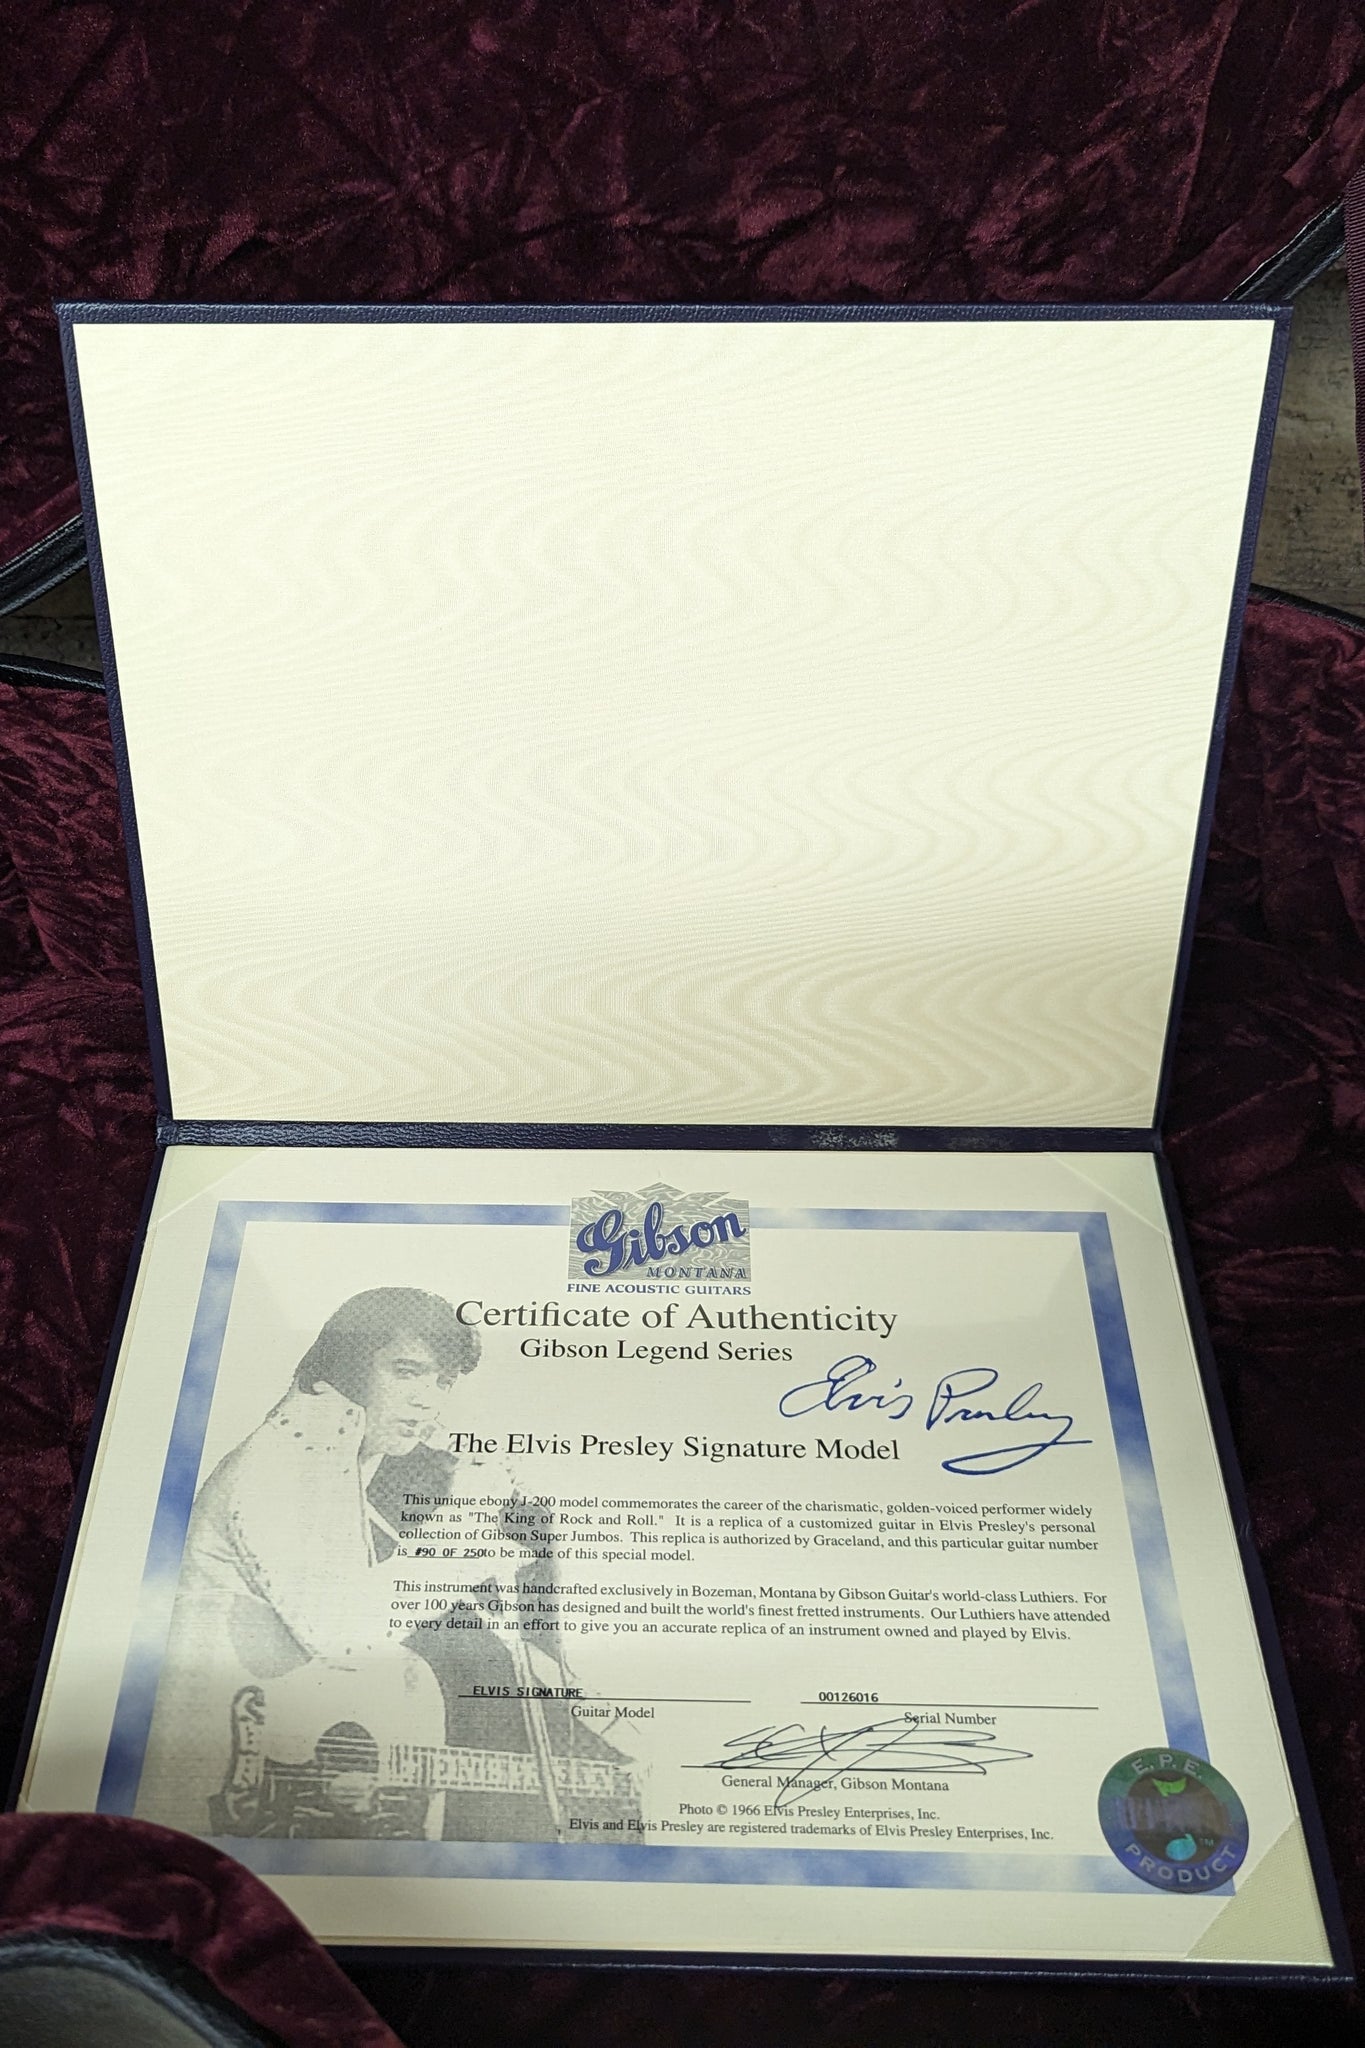 Gibson
MONTANA
FINE ACOUSTIC GUITARS
Certificate of Authenticity
Gibson Legend Series
Elvis Presley
The Elvis Presley Signature Model
This unique ebony J-200 model commemorates the career of the charismatic, golden-voiced performer widely
known as "The King of Rock and Roll." It is a replica of a customized guitar in Elvis Presley's personal
collection of Gibson Super Jumbos. This replica is authorized by Graceland, and this particular guitar number
is #90 OF 250to be made of this special model.
This instrument was handcrafted exclusively in Bozeman, Montana by Gibson Guitar's world-class Luthiers. For
over 100 years Gibson has designed and built the world's finest fretted instruments. Our Luthiers have attended
to every detail in an effort to give you an accurate replica of an instrument owned and played by Elvis.
ELVIS SIGNATURE
Guitar Model
00126016
Serial Number
General Manager, Gibson Montana
Photo © 1966 Elvis Presley Enterprises, Inc.
Elvis and Elvis Presley are registered trademarks of Elvis Presley Enterprises, Inc.
E.P.E.
TM
PRODUCT